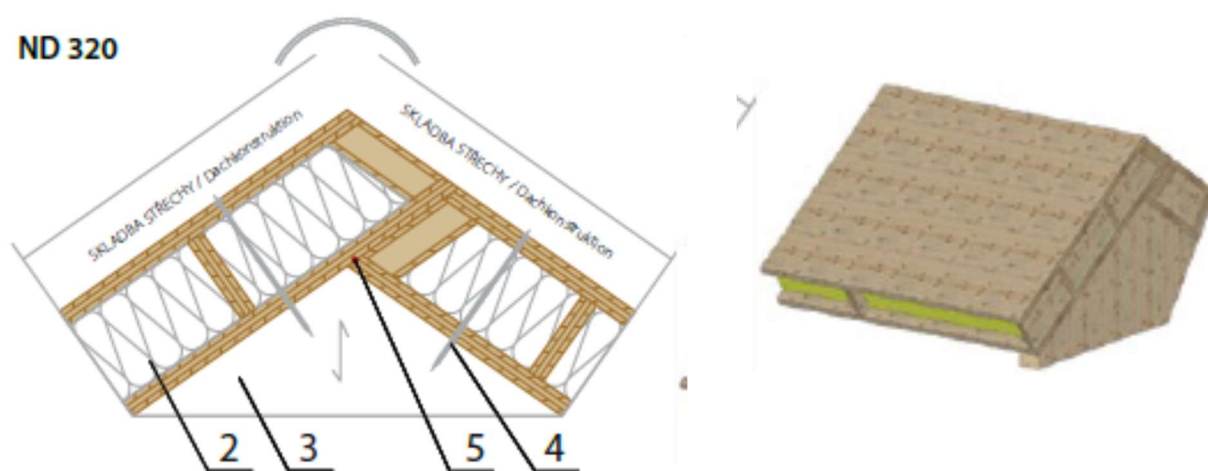 ND 320
SKLADBA STŘECHY / Dachkonstruktion
SKLADBA STŘECHY / Dachkonstruktion
2
3
5
4